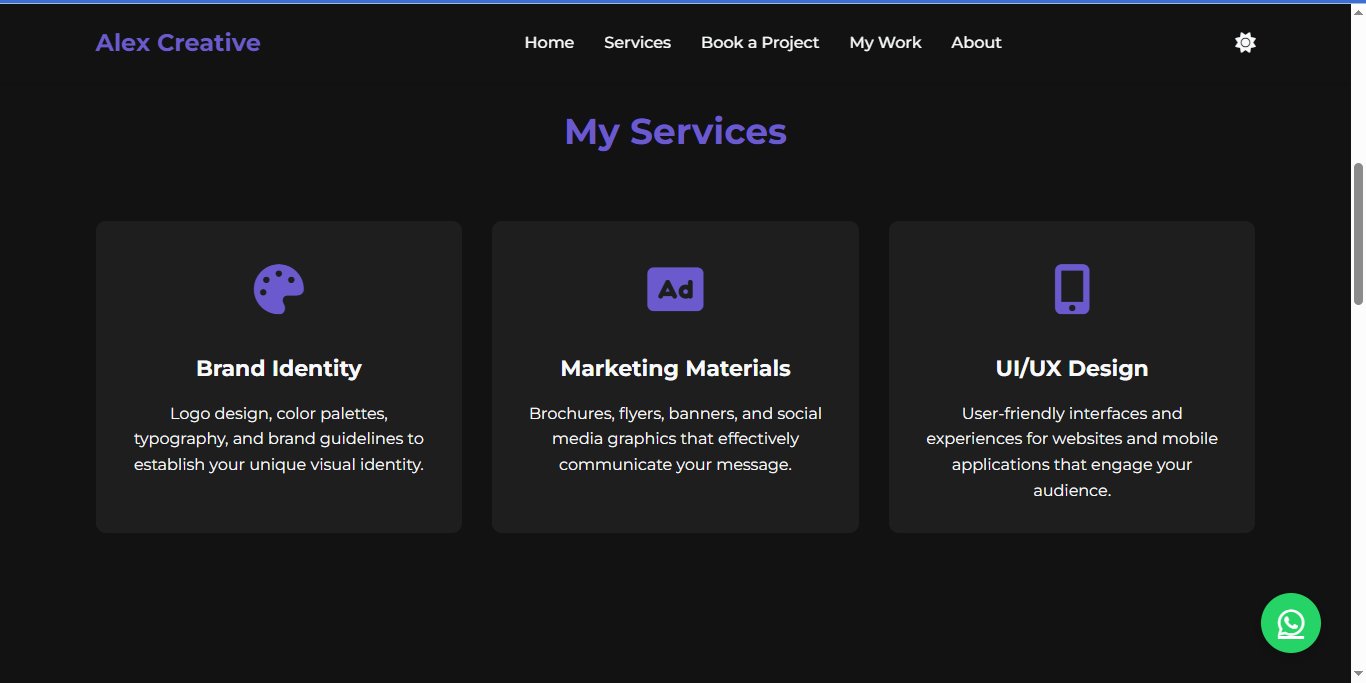 Alex Creative
Home Services Book a Project My Work About
My Services
Ad
Brand Identity
Logo design, color palettes,
typography, and brand guidelines to
establish your unique visual identity.
Marketing Materials
Brochures, flyers, banners, and social
media graphics that effectively
communicate your message.
UI/UX Design
User-friendly interfaces and
experiences for websites and mobile
applications that engage your
audience.